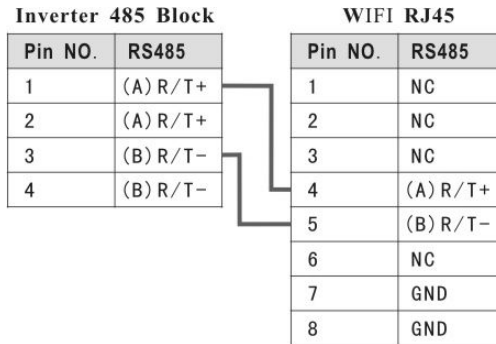 Inverter 485 Block
Pin NO. RS485
1 (A)R/T+
2 (A)R/T+
3 (B)R/T-
4 (B)R/T-
WIFI RJ45
Pin NO. RS485
1 NC
2 NC
3 NC
4 (A)R/T+
5 (B)R/T-
6 NC
7 GND
8 GND